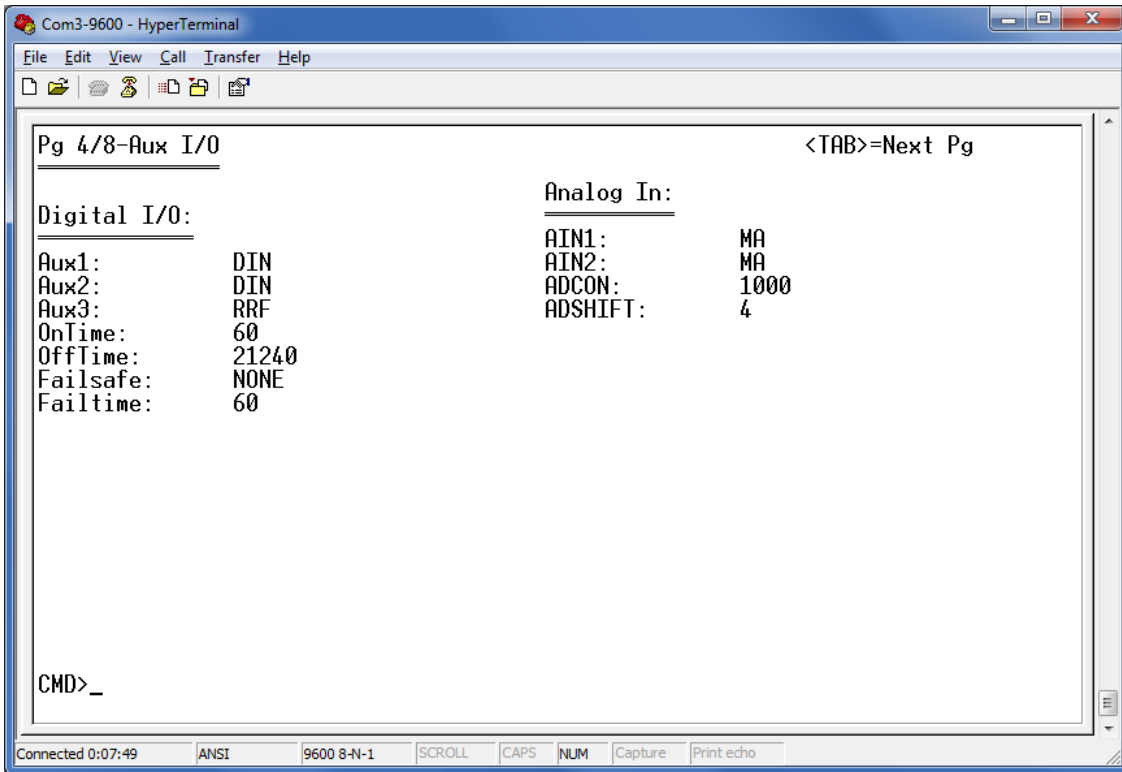 Com3-9600 - HyperTerminal
File Edit View Call Transfer Help
Pg 4/8-Aux I/O <TAB>=Next Pg
Digital I/O:
Aux1: DIN
Aux2: DIN
Aux3: RRF
OnTime: 60
OffTime: 21240
Failsafe: NONE
Failtime: 60
Analog In:
AIN1: MA
AIN2: MA
ADCON: 1000
ADSHIFT: 4
CMD>_
Connected 0:07:49 ANSI 9600 8-N-1 SCROLL CAPS NUM Capture Print echo